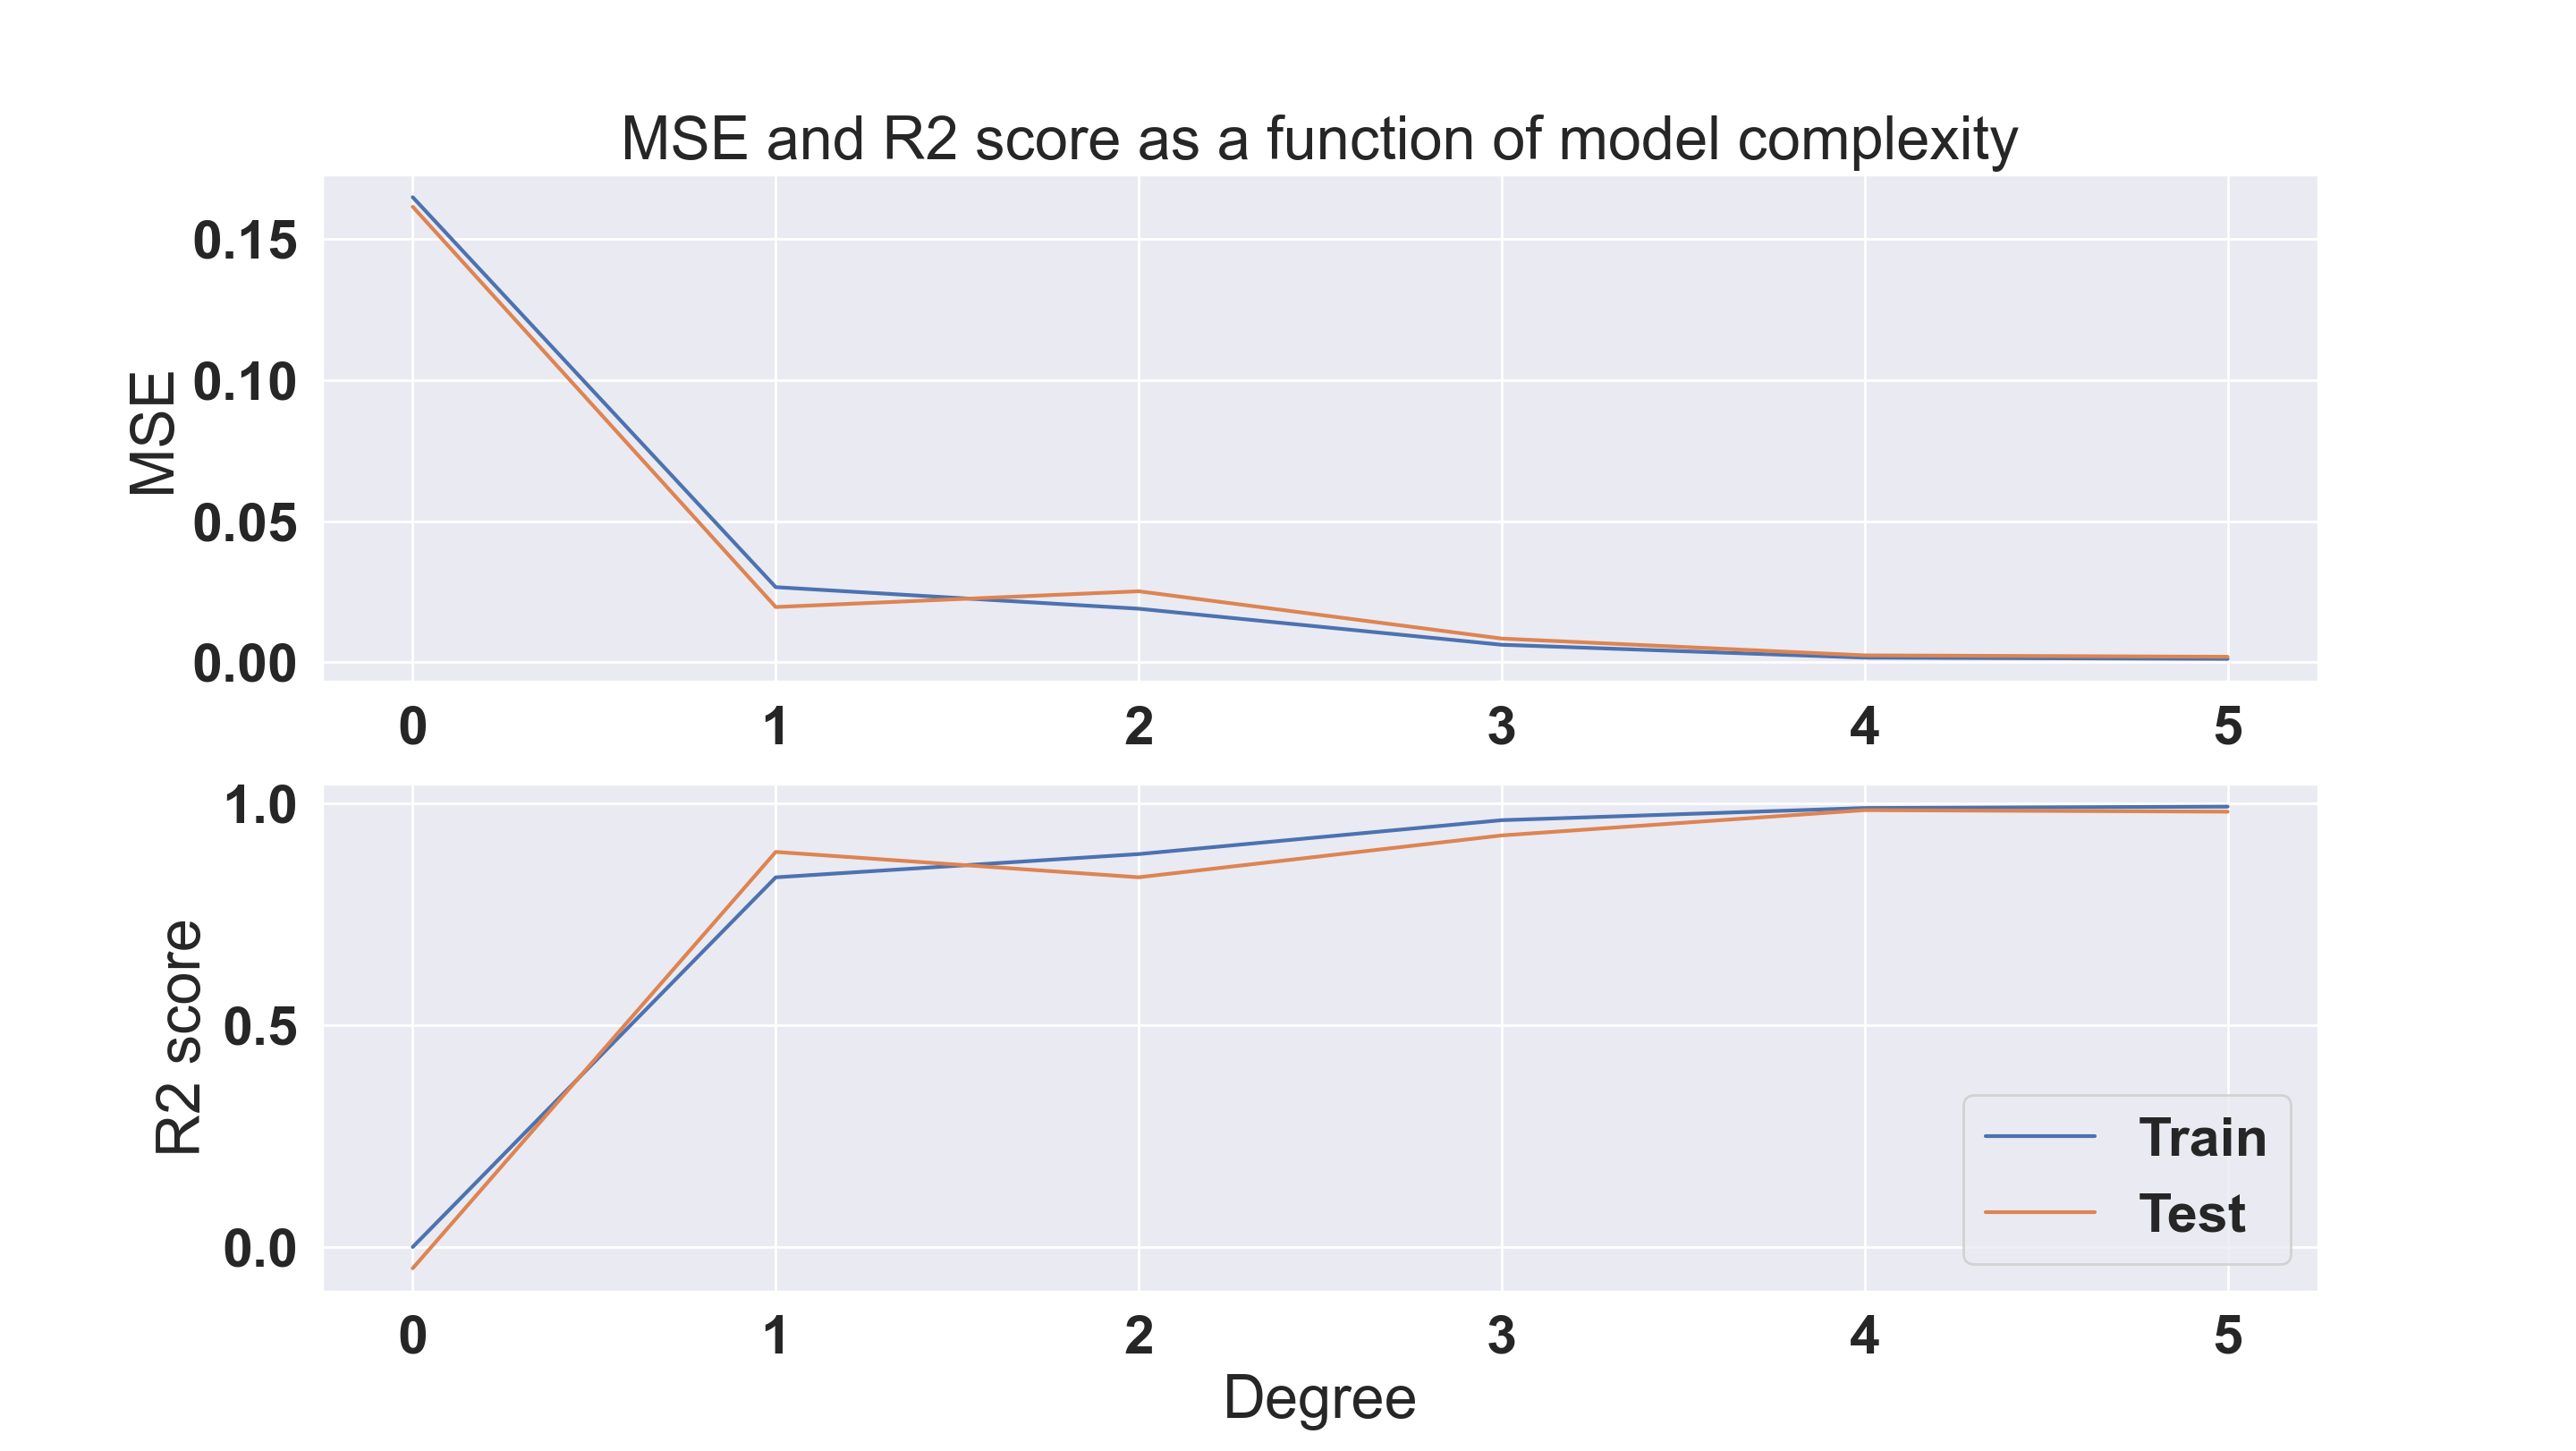 MSE and R2 score as a function of model complexity
MSE
0.15
0.10
0.05
0.00
0 1 2 3 4 5
R2 score
1.0
0.5
0.0
Train
Test
0 1 2 3 4 5
Degree